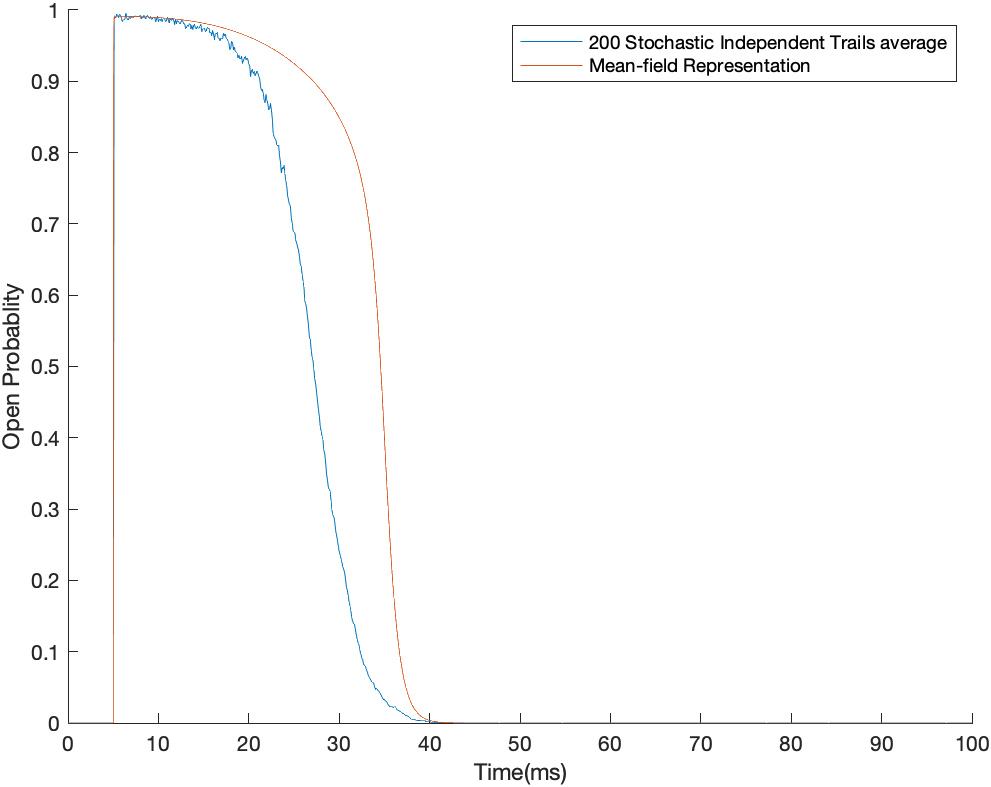 1
0.9
0.8
0.7
0.6
0.5
0.4
0.3
0.2
0.1
0
Open Probablity
200 Stochastic Independent Trails average
Mean-field Representation
0 10 20 30 40 50 60 70 80 90 100
Time(ms)